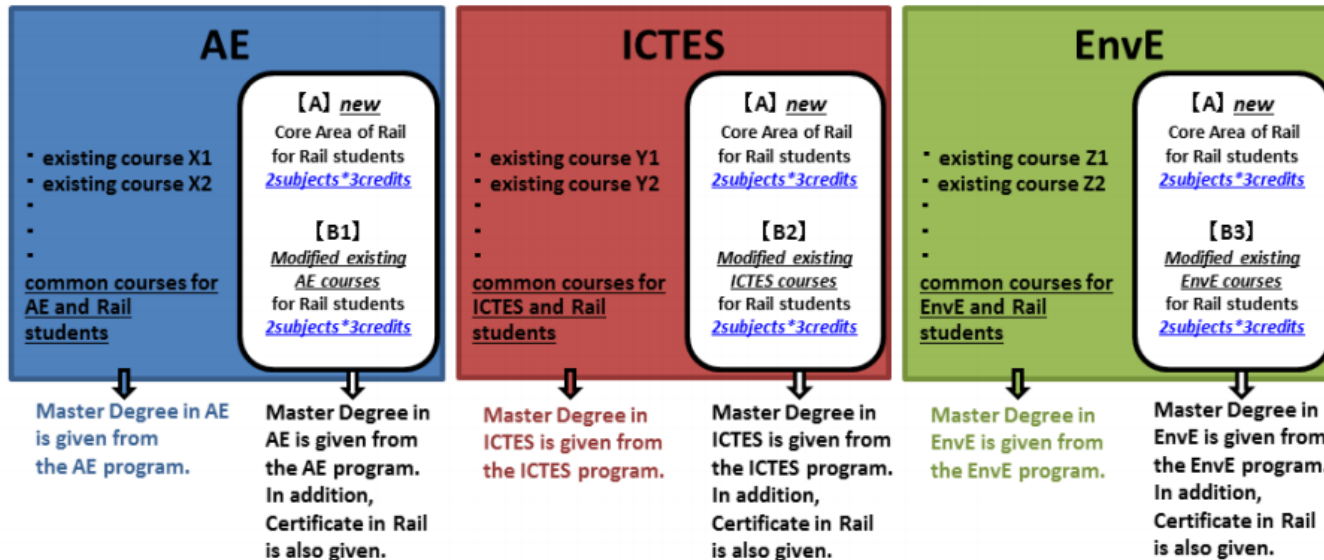 AE
・ existing course X1
・ existing course X2
・
・
・
common courses for
AE and Rail
students
【A】 new
Core Area of Rail
for Rail students
2subjects*3credits
【B1】
Modified existing
AE courses
for Rail students
2subjects*3credits
Master Degree in AE
is given from
the AE program.
Master Degree in
AE is given from
the AE program.
In addition,
Certificate in Rail
is also given.
ICTES
・ existing course Y1
・ existing course Y2
・
・
・
common courses for
ICTES and Rail
students
【A】 new
Core Area of Rail
for Rail students
2subjects*3credits
【B2】
Modified existing
ICTES courses
for Rail students
2subjects*3credits
Master Degree in
ICTES is given from
the ICTES program.
Master Degree in
ICTES is given from
the ICTES program.
In addition,
Certificate in Rail
is also given.
EnvE
・ existing course Z1
・ existing course Z2
・
・
・
common courses for
EnvE and Rail
students
【A】 new
Core Area of Rail
for Rail students
2subjects*3credits
【B3】
Modified existing
EnvE courses
for Rail students
2subjects*3credits
Master Degree in
EnvE is given from
the EnvE program.
Master Degree in
EnvE is given from
the EnvE program.
In addition,
Certificate in Rail
is also given.